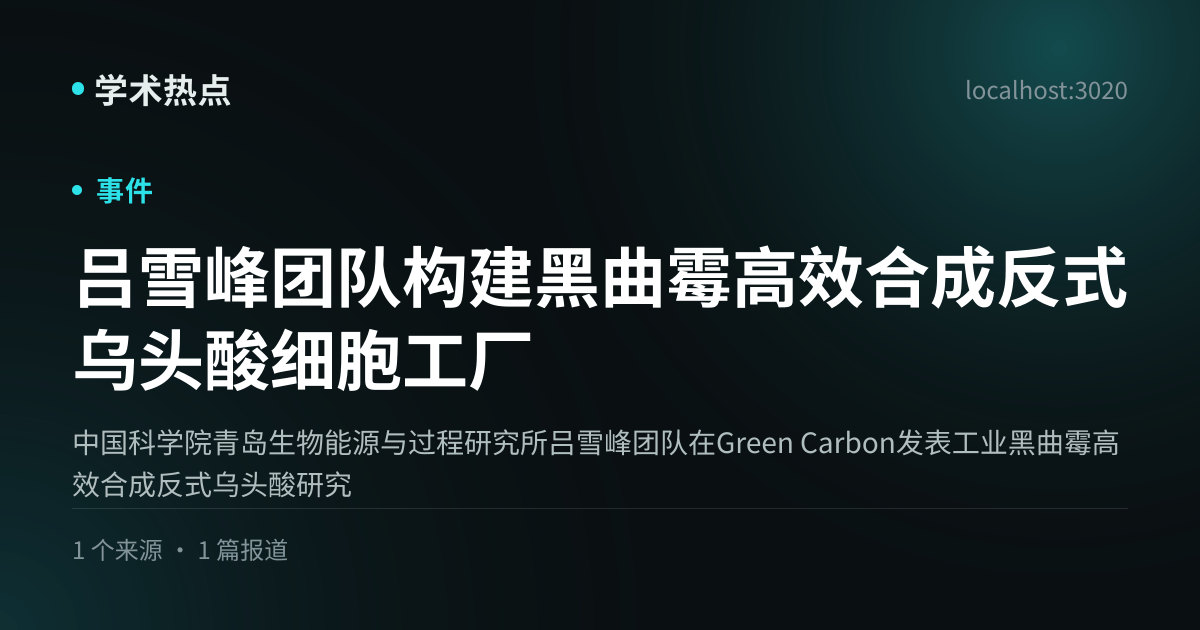 学术热点
localhost:3020
事件
吕雪峰团队构建黑曲霉高效合成反式
乌头酸细胞工厂
中国科学院青岛生物能源与过程研究所吕雪峰团队在Green Carbon发表工业黑曲霉高
效合成反式乌头酸研究
1 个来源 · 1 篇报道